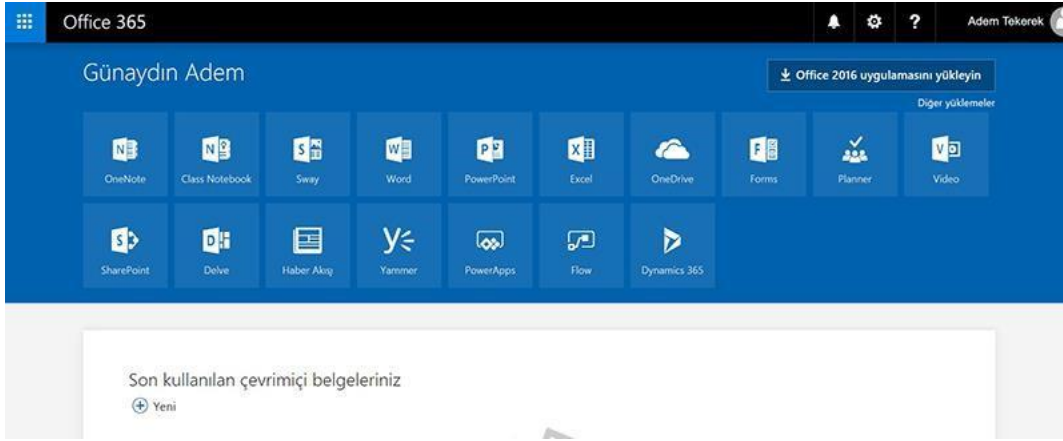 Office 365
?
Adem Tekerek
Günaydın Adem
Office 2016 uygulamasını yükleyin
Diğer yüklemeler
N
OneNote
N
Class Notebook
S
Sway
W
Word
P
PowerPoint
X
Excel
OneDrive
F
Forms
Planner
V
Video
S
SharePoint
D
Delve
Haber Akışı
y
Yammer
PowerApps
Flow
Dynamics 365
Son kullanılan çevrimiçi belgeleriniz
Yeni